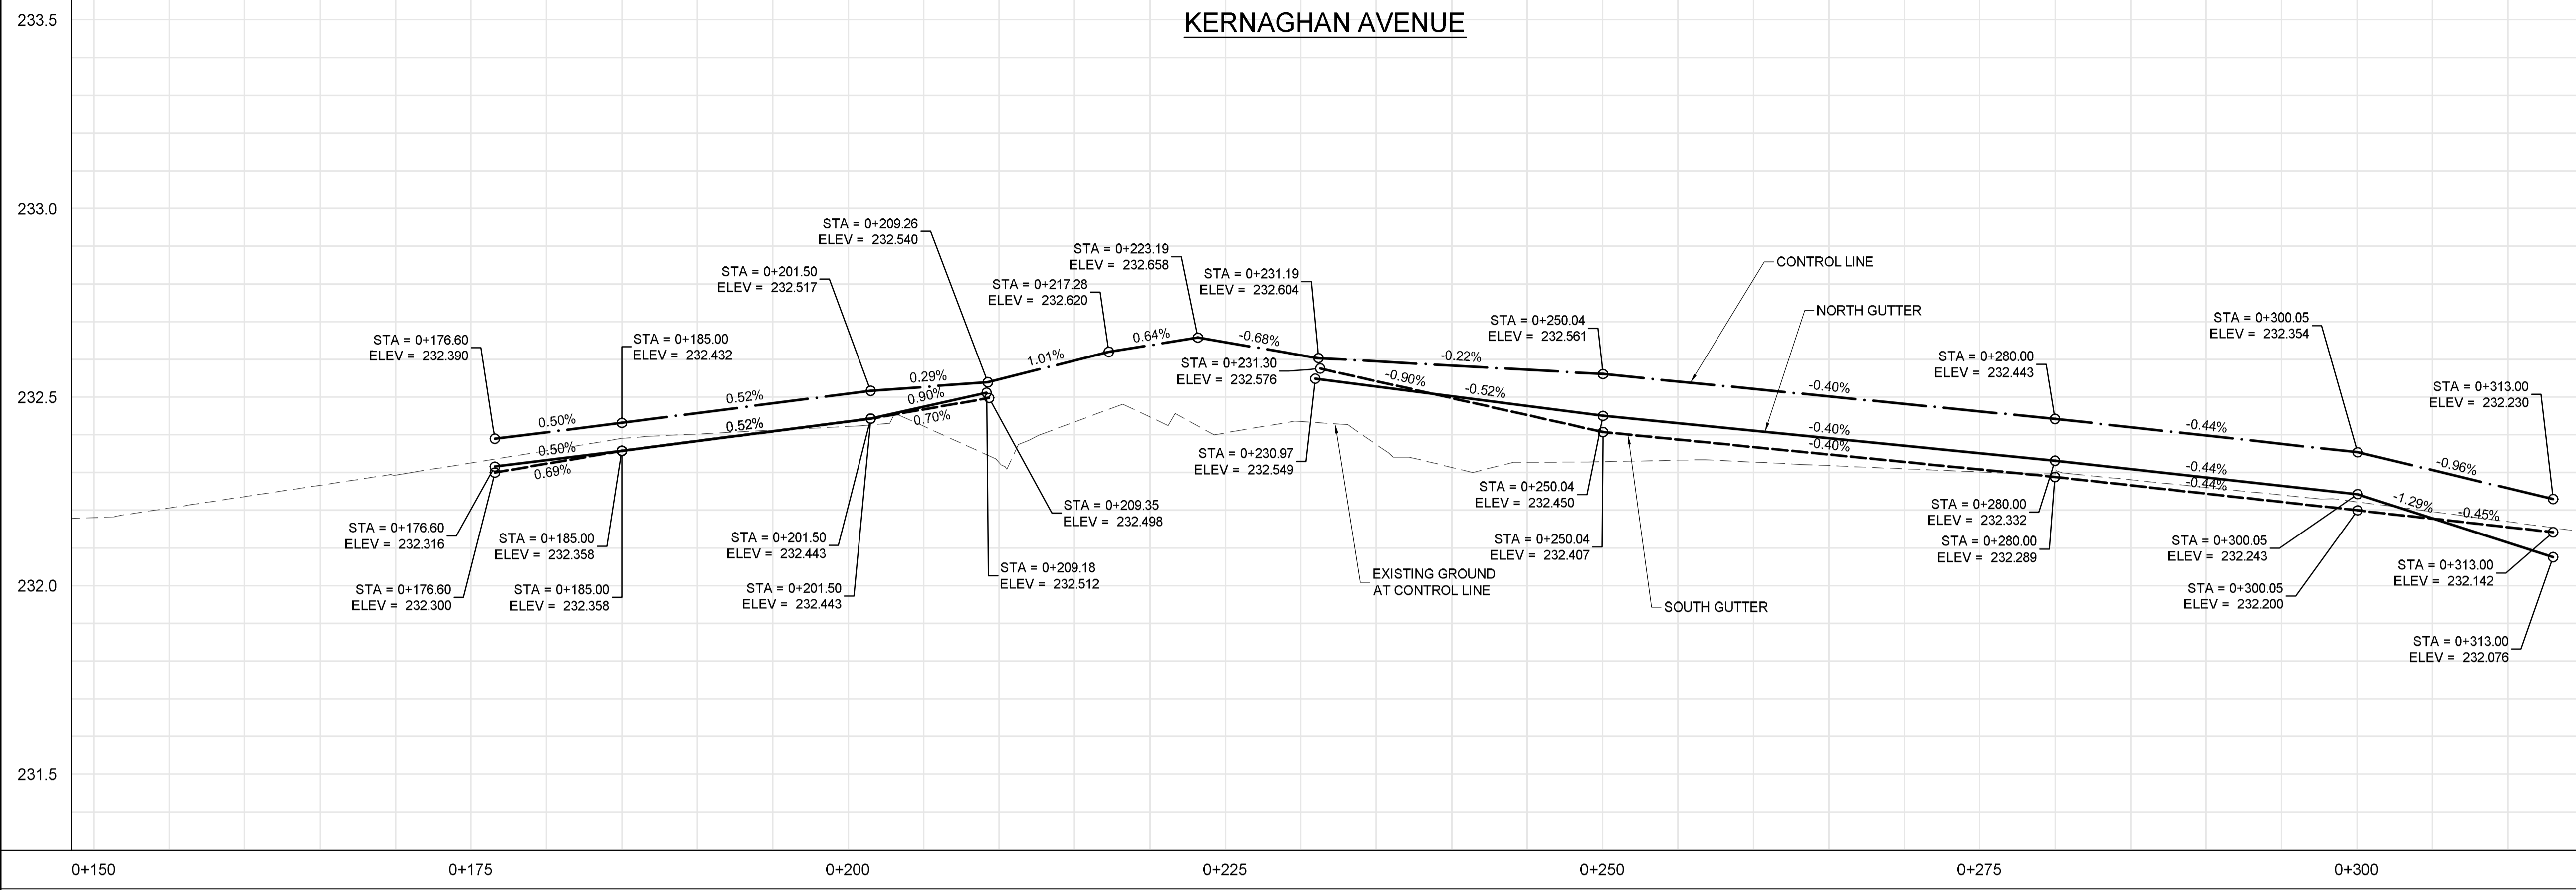 KERNAGHAN AVENUE
233.5
233.0
232.5
232.0
231.5
STA = 0+176.60
ELEV = 232.390
STA = 0+185.00
ELEV = 232.432
STA = 0+201.50
ELEV = 232.517
STA = 0+209.26
ELEV = 232.540
STA = 0+217.28
ELEV = 232.620
STA = 0+223.19
ELEV = 232.658
STA = 0+231.19
ELEV = 232.604
STA = 0+231.30
ELEV = 232.576
STA = 0+250.04
ELEV = 232.561
CONTROL LINE
NORTH GUTTER
STA = 0+280.00
ELEV = 232.443
STA = 0+300.05
ELEV = 232.354
STA = 0+313.00
ELEV = 232.230
0.50%
0.52%
0.29%
1.01%
0.64%
-0.68%
-0.22%
-0.40%
-0.44%
-0.96%
0.50%
0.69%
0.52%
0.90%
0.70%
-0.90%
-0.52%
-0.40%
-0.40%
-0.44%
-0.44%
-1.29%
-0.45%
STA = 0+176.60
ELEV = 232.316
STA = 0+176.60
ELEV = 232.300
STA = 0+185.00
ELEV = 232.358
STA = 0+185.00
ELEV = 232.358
STA = 0+201.50
ELEV = 232.443
STA = 0+201.50
ELEV = 232.443
STA = 0+209.35
ELEV = 232.498
STA = 0+209.18
ELEV = 232.512
STA = 0+230.97
ELEV = 232.549
EXISTING GROUND
AT CONTROL LINE
STA = 0+250.04
ELEV = 232.450
STA = 0+250.04
ELEV = 232.407
SOUTH GUTTER
STA = 0+280.00
ELEV = 232.332
STA = 0+280.00
ELEV = 232.289
STA = 0+300.05
ELEV = 232.243
STA = 0+300.05
ELEV = 232.200
STA = 0+313.00
ELEV = 232.142
STA = 0+313.00
ELEV = 232.076
0+150
0+175
0+200
0+225
0+250
0+275
0+300